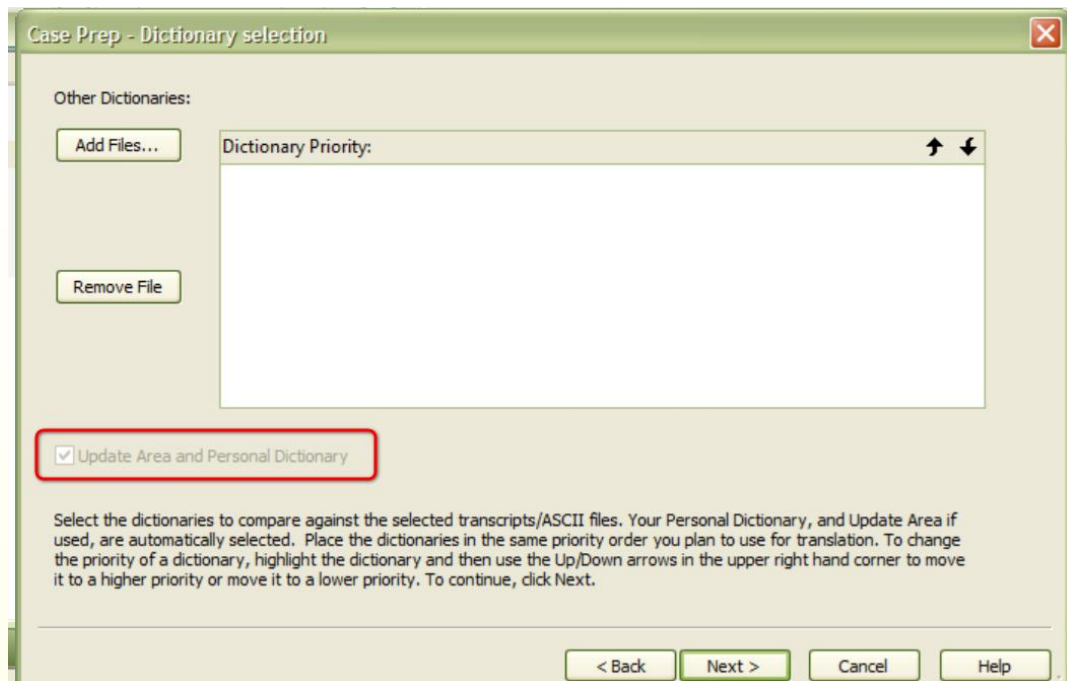 Case Prep - Dictionary selection
Other Dictionaries:
Add Files...
Dictionary Priority:
Remove File
Update Area and Personal Dictionary
Select the dictionaries to compare against the selected transcripts/ASCII files. Your Personal Dictionary, and Update Area if
used, are automatically selected. Place the dictionaries in the same priority order you plan to use for translation. To change
the priority of a dictionary, highlight the dictionary and then use the Up/Down arrows in the upper right hand corner to move
it to a higher priority or move it to a lower priority. To continue, click Next.
< Back
Next >
Cancel
Help